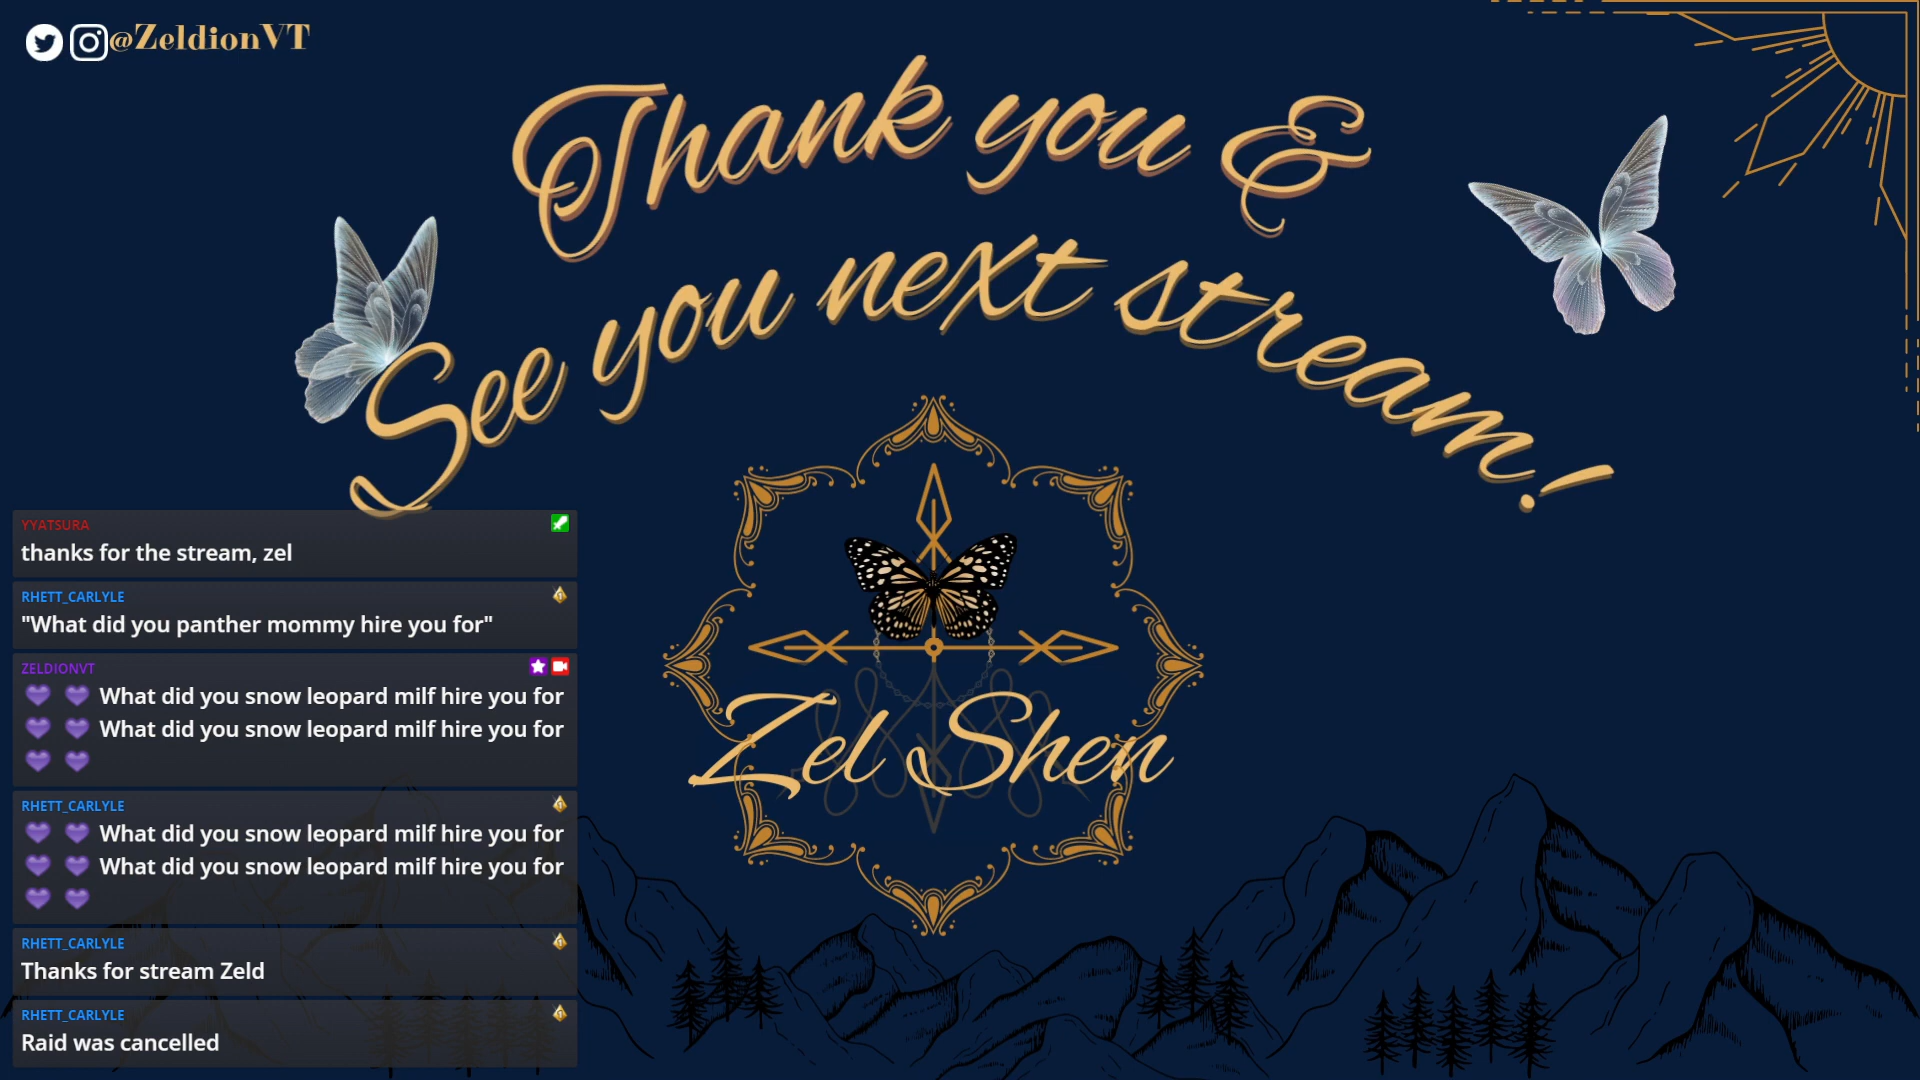 @ZeldionVT
Thank you &
See you next stream!
YYATSURA
thanks for the stream, zel
RHETT_CARLYLE
"What did you panther mommy hire you for"
ZELDIONVT
What did you snow leopard milf hire you for
What did you snow leopard milf hire you for
RHETT_CARLYLE
What did you snow leopard milf hire you for
What did you snow leopard milf hire you for
RHETT_CARLYLE
Thanks for stream Zeld
RHETT_CARLYLE
Raid was cancelled
Zel Shen